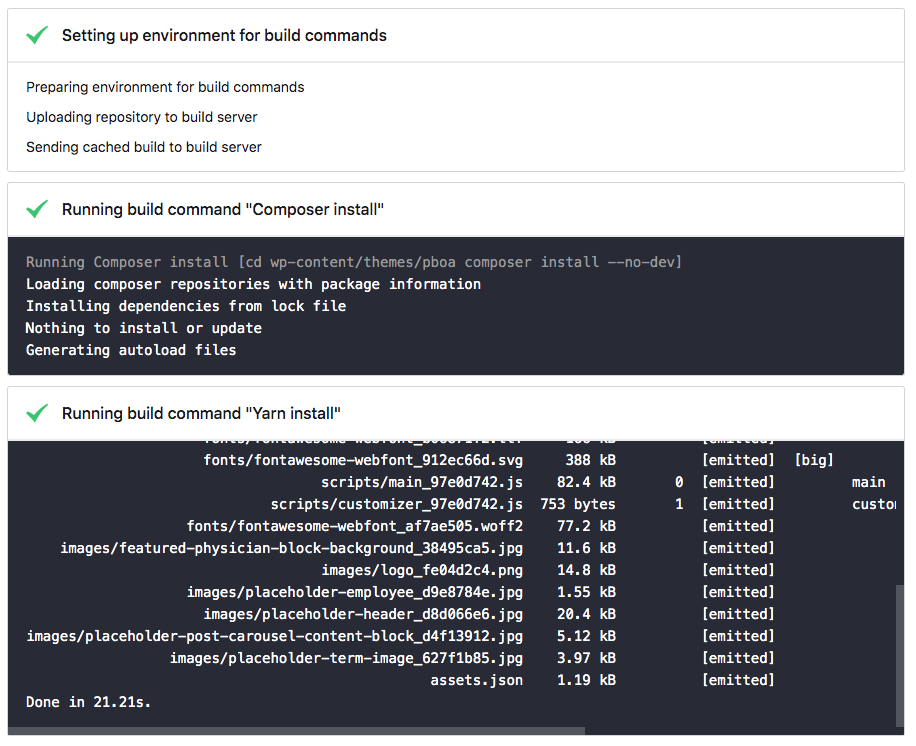 Setting up environment for build commands
Preparing environment for build commands
Uploading repository to build server
Sending cached build to build server
Running build command "Composer install"
Running Composer install [cd wp-content/themes/pboa composer install --no-dev]
Loading composer repositories with package information
Installing dependencies from lock file
Nothing to install or update
Generating autoload files
Running build command "Yarn install"
fonts/fontawesome-webfont_912ec66d.svg 388 kB [emitted] [big]
scripts/main_97e0d742.js 82.4 kB 0 [emitted] main
scripts/customizer_97e0d742.js 753 bytes 1 [emitted] custo
fonts/fontawesome-webfont_af7ae505.woff2 77.2 kB [emitted]
images/featured-physician-block-background_38495ca5.jpg 11.6 kB [emitted]
images/logo_fe04d2c4.png 14.8 kB [emitted]
images/placeholder-employee_d9e8784e.jpg 1.55 kB [emitted]
images/placeholder-header_d8d066e6.jpg 20.4 kB [emitted]
images/placeholder-post-carousel-content-block_d4f13912.jpg 5.12 kB [emitted]
images/placeholder-term-image_627f1b85.jpg 3.97 kB [emitted]
assets.json 1.19 kB [emitted]
Done in 21.21s.